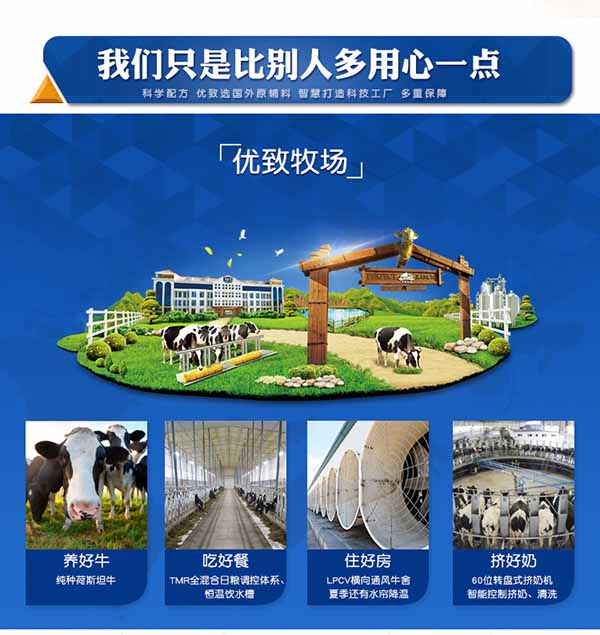 我们只是比别人多用心一点
科学配方 优致选国外原辅料 智慧打造科技工厂 多重保障
「优致牧场」
养好牛
纯种荷斯坦牛
吃好餐
TMR全混合日粮调控体系、
恒温饮水槽
住好房
LPCV横向通风牛舍
夏季还有水帘降温
挤好奶
60位转盘式挤奶机
智能控制挤奶、清洗